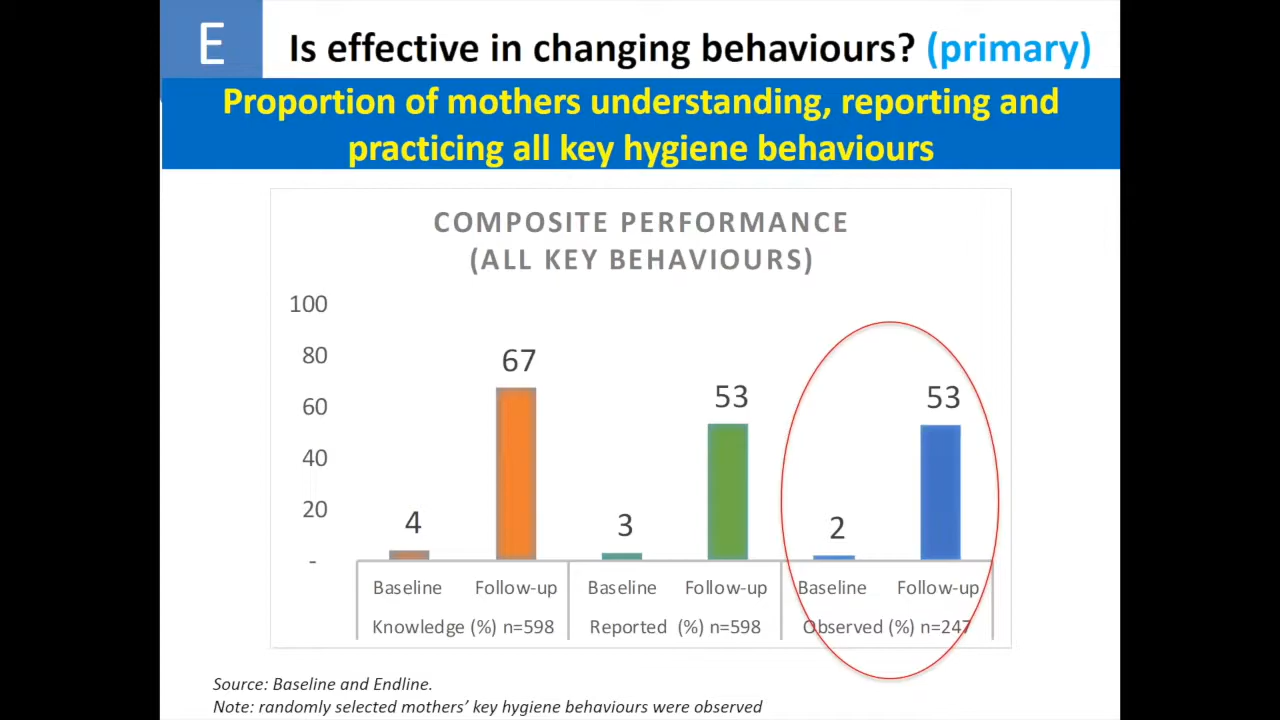 E
Is effective in changing behaviours? (primary)
Proportion of mothers understanding, reporting and
practicing all key hygiene behaviours
COMPOSITE PERFORMANCE
(ALL KEY BEHAVIOURS)
100
80
60
40
20
-
4
67
3
53
2
53
Baseline Follow-up Baseline Follow-up Baseline Follow-up
Knowledge (%) n=598 Reported (%) n=598 Observed (%) n=247
Source: Baseline and Endline.
Note: randomly selected mothers' key hygiene behaviours were observed